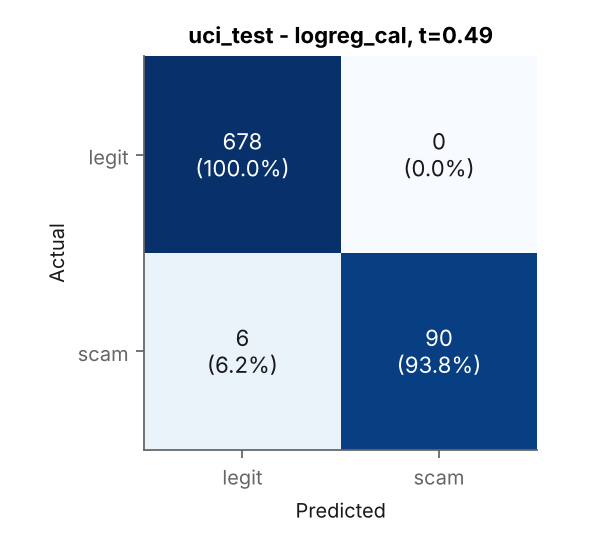 uci_test - logreg_cal, t=0.49
Actual
legit
678
(100.0%)
0
(0.0%)
scam
6
(6.2%)
90
(93.8%)
legit
scam
Predicted